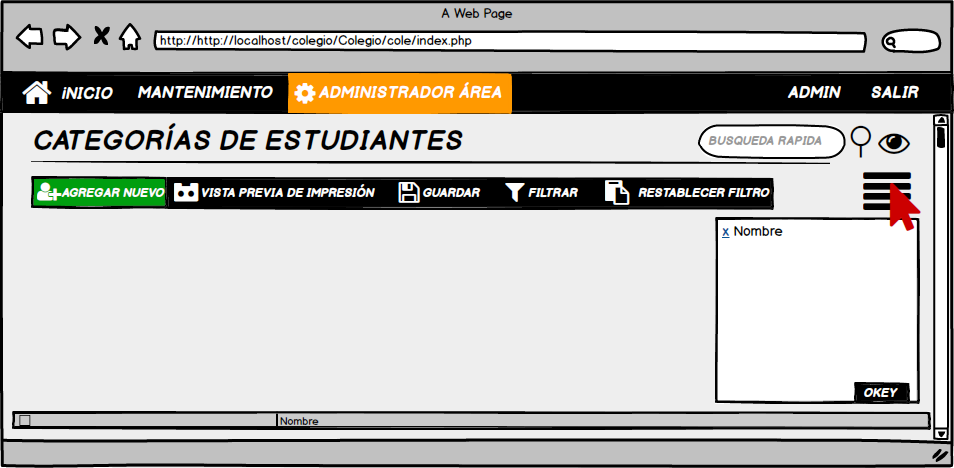 A Web Page
http://http://localhost/colegio/Colegio/cole/index.php
iNICIO MANTENIMIENTO ADMINISTRADOR ÁREA ADMIN SALIR
CATEGORÍAS DE ESTUDIANTES BUSQUEDA RAPIDA
AGREGAR NUEVO VISTA PREVIA DE IMPRESIÓN GUARDAR FILTRAR RESTABLECER FILTRO
x Nombre
OKEY
Nombre